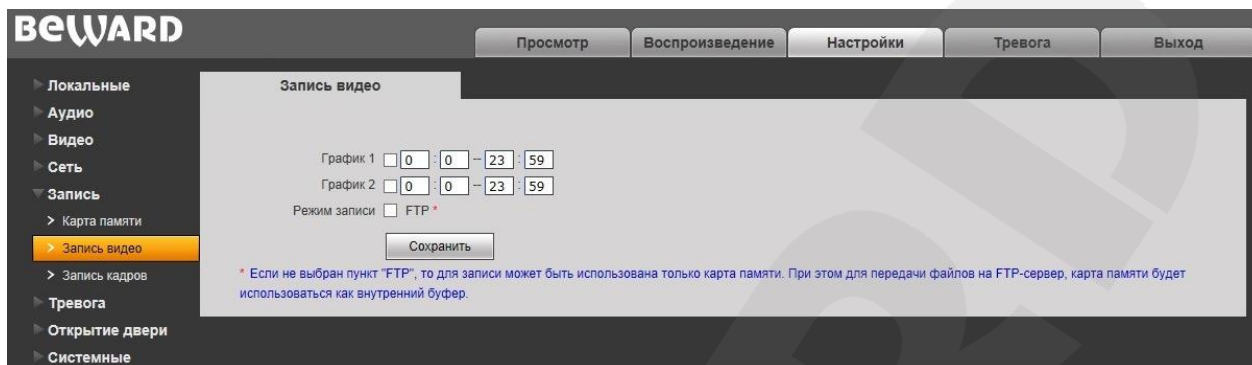 BEWARD
Просмотр Воспроизведение Настройки Тревога Выход
Локальные
Аудио
Видео
Сеть
Запись
> Карта памяти
> Запись видео
> Запись кадров
Тревога
Открытие двери
Системные
Запись видео
График 1 0 : 0 -- 23 : 59
График 2 0 : 0 -- 23 : 59
Режим записи FTP *
Сохранить
* Если не выбран пункт "FTP", то для записи может быть использована только карта памяти. При этом для передачи файлов на FTP-сервер, карта памяти будет
использоваться как внутренний буфер.